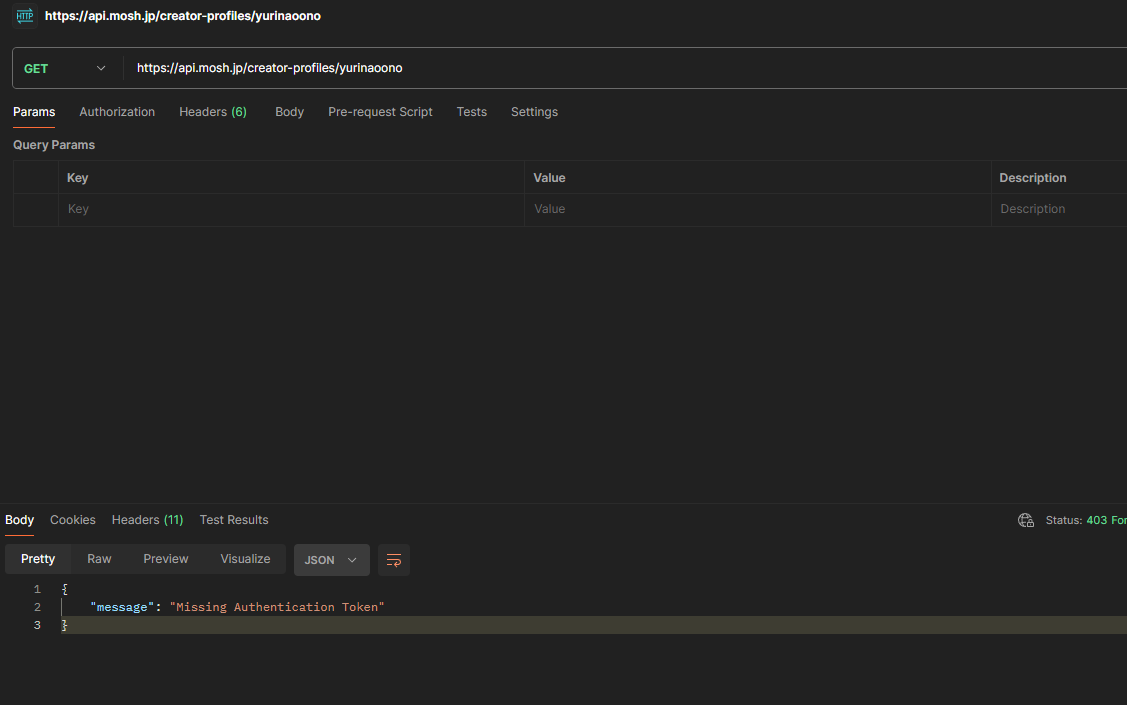 HTTP https://api.mosh.jp/creator-profiles/yurinaoono
GET https://api.mosh.jp/creator-profiles/yurinaoono
Params Authorization Headers (6) Body Pre-request Script Tests Settings
Query Params
Key Value Description
Key Value Description
Body Cookies Headers (11) Test Results Status: 403 For
Pretty Raw Preview Visualize JSON
1 {
2 "message": "Missing Authentication Token"
3 }